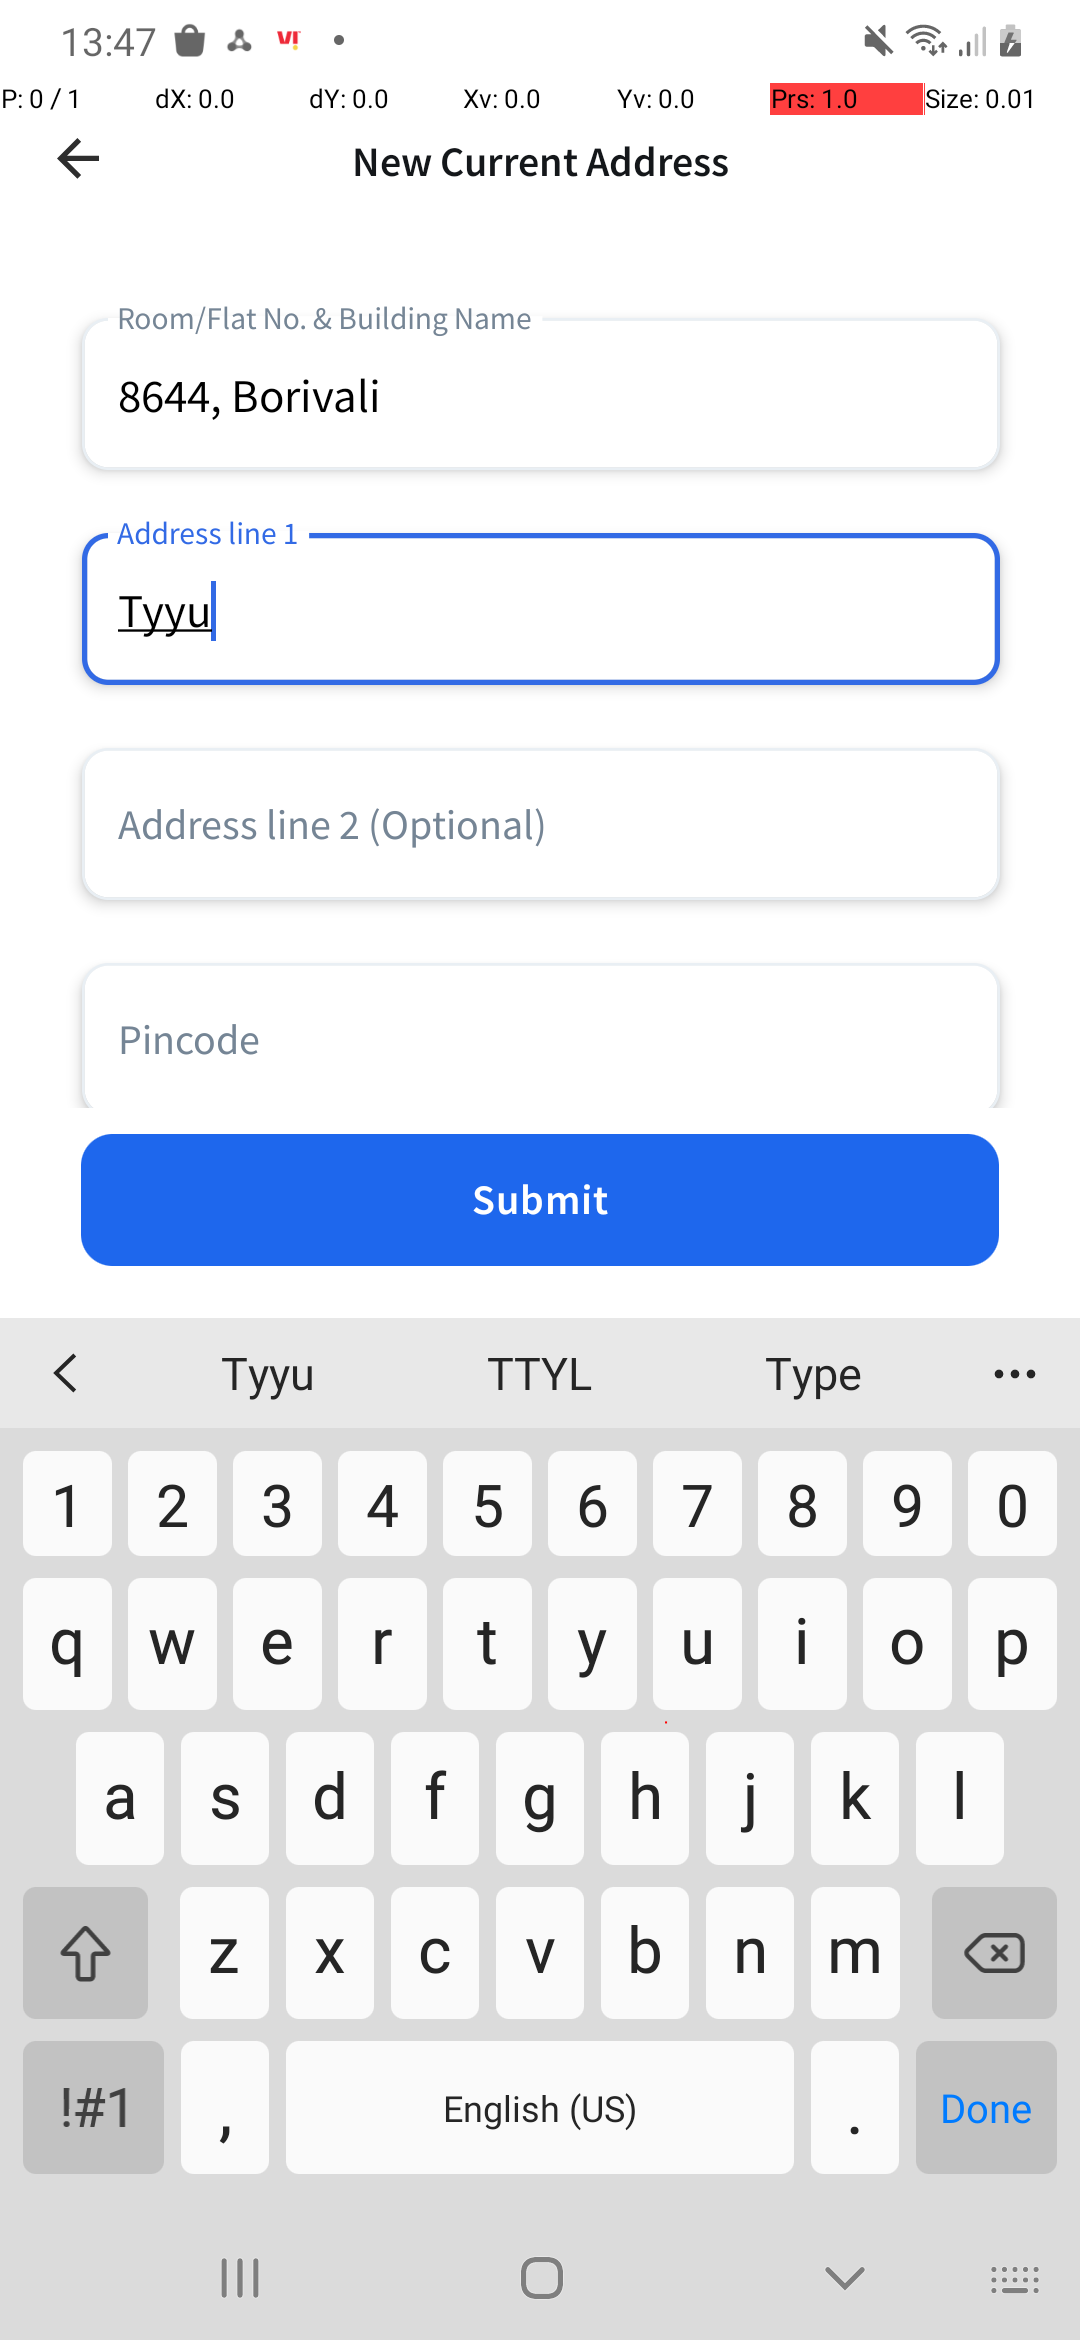 13:47 VI!
P: 0 / 1 dX: 0.0 dY: 0.0 Xv: 0.0 Yv: 0.0 Prs: 1.0 Size: 0.01
New Current Address
Room/Flat No. & Building Name
8644, Borivali
Address line 1
Tyyu
Address line 2 (Optional)
Pincode
Submit
Tyyu TTYL Type
1 2 3 4 5 6 7 8 9 0
q w e r t y u i o p
a s d f g h j k l
z x c v b n m
!#1 , English (US) . Done